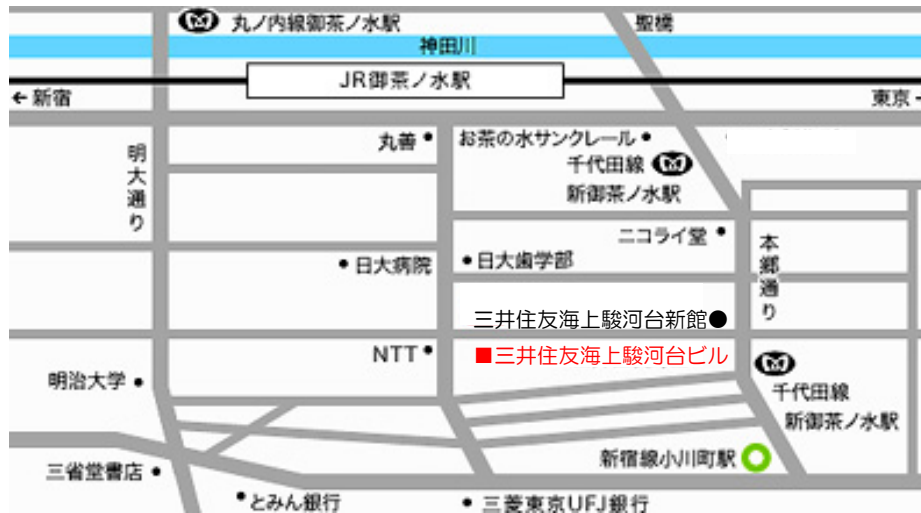 丸ノ内線御茶ノ水駅
聖橋
神田川
JR御茶ノ水駅
←新宿
東京
丸善
お茶の水サンクレール
千代田線
新御茶ノ水駅
明大通り
ニコライ堂
日大病院
日大歯学部
本郷通り
三井住友海上駿河台新館
NTT
三井住友海上駿河台ビル
明治大学
千代田線
新御茶ノ水駅
新宿線小川町駅
三省堂書店
とみん銀行
三菱東京UFJ銀行